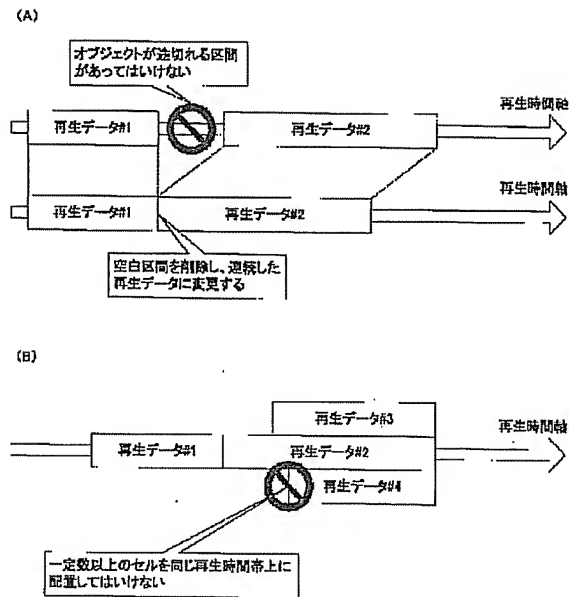 (A)
オブジェクトが途切れる区間
があってはいけない
再生時間軸
再生データ#1
再生データ#2
再生時間軸
再生データ#1
再生データ#2
空白区間を削除し、連続した
再生データに変更する
(B)
再生データ#3
再生時間軸
再生データ#1
再生データ#2
再生データ#4
一定数以上のセルを同じ再生時間帯上に
配置してはいけない